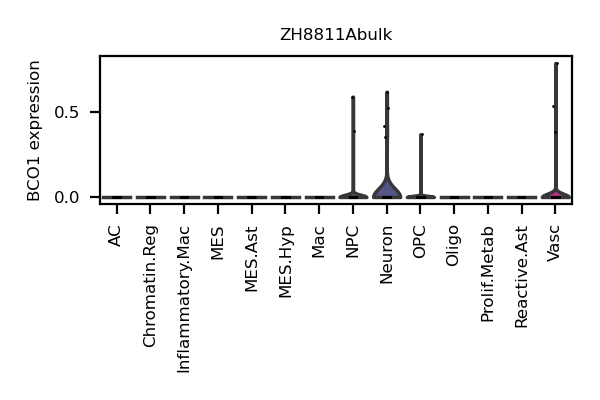 ZH8811Abulk
BCO1 expression
0.5
0.0
AC
Chromatin.Reg
Inflammatory.Mac
MES
MES.Ast
MES.Hyp
Mac
NPC
Neuron
OPC
Oligo
Prolif.Metab
Reactive.Ast
Vasc